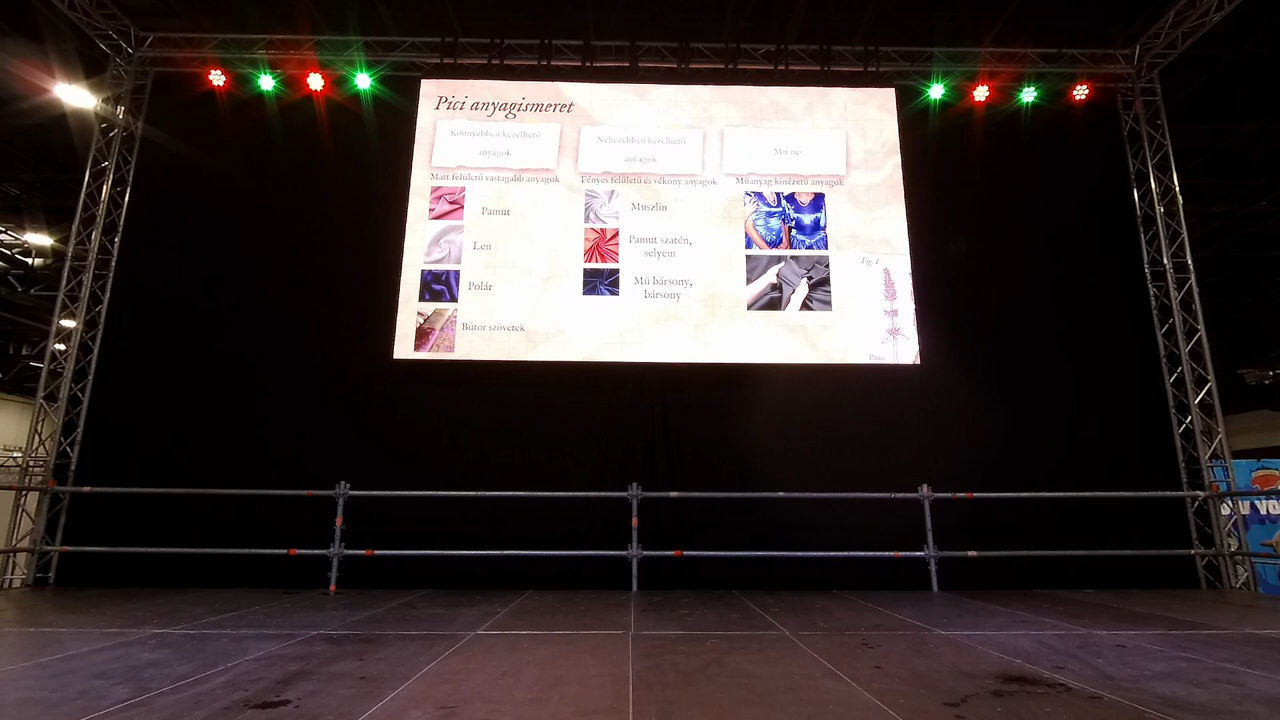 Pici anyagismeret
Könnyebben kezelhető
anyagok
Nehezebben kezelhető
anyagok
Mit ne?
Matt felületű vastagabb anyagok
Fényes felületű és vékony anyagok
Műanyag kinézetű anyagok
Pamut
Len
Polár
Bútor szövetek
Muszlin
Pamut szatén,
selyem
Mű bársony,
bársony
Fig. 1